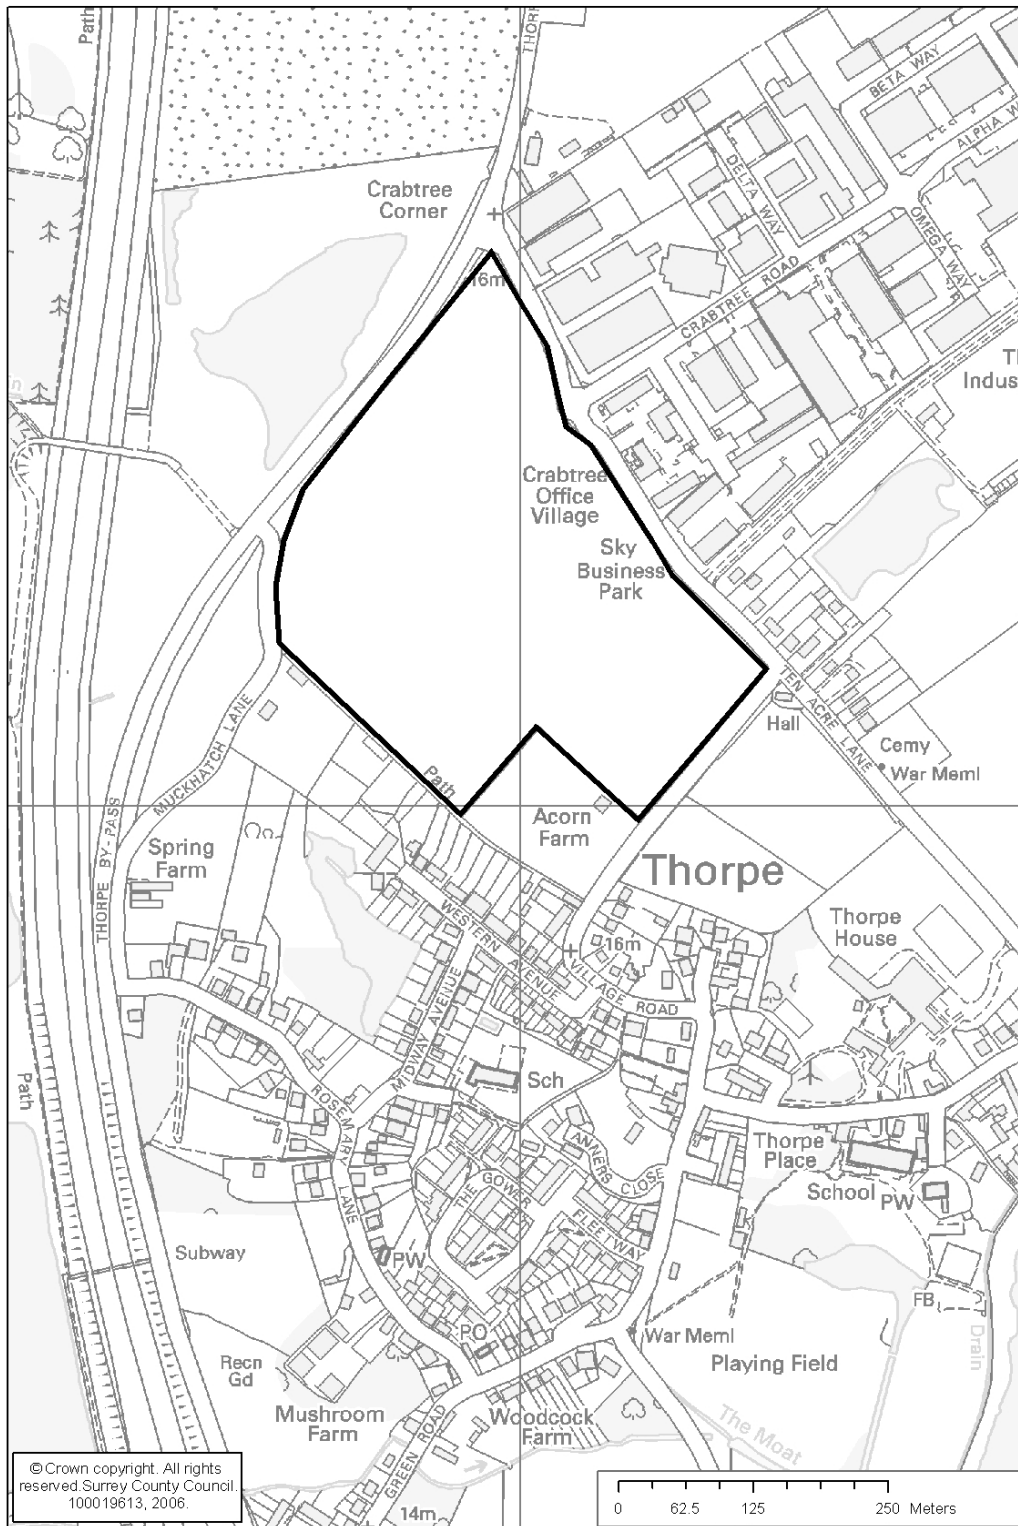 Path
Path
THORP
BETA WAY
ALPHA W
DELTA WAY
OMEGA WAY
Crabtree
Corner
16m
CRABTREE ROAD
Indus
Crabtree
Office
Village
Sky
Business
Park
TEN ACRE LANE
Hall
Cemy
War Meml
MUCKHATCH LANE
Path
Acorn
Farm
THORPE BY-PASS
Spring
Farm
Thorpe
Thorpe
House
WESTERN AVENUE
16m
VILLAGE ROAD
MIDWAY AVENUE
Path
Sch
ROSEMARY LANE
ANNERS CLOSE
Thorpe
Place
School
PW
THE GOWER
FLEETWAY
Subway
PW
FB
Drain
PO
War Meml
Playing Field
Recn
Gd
Mushroom
Farm
Woodcock
Farm
The Moat
GREEN ROAD
14m
© Crown copyright. All rights
reserved.Surrey County Council.
100019613, 2006.
0 62.5 125 250 Meters